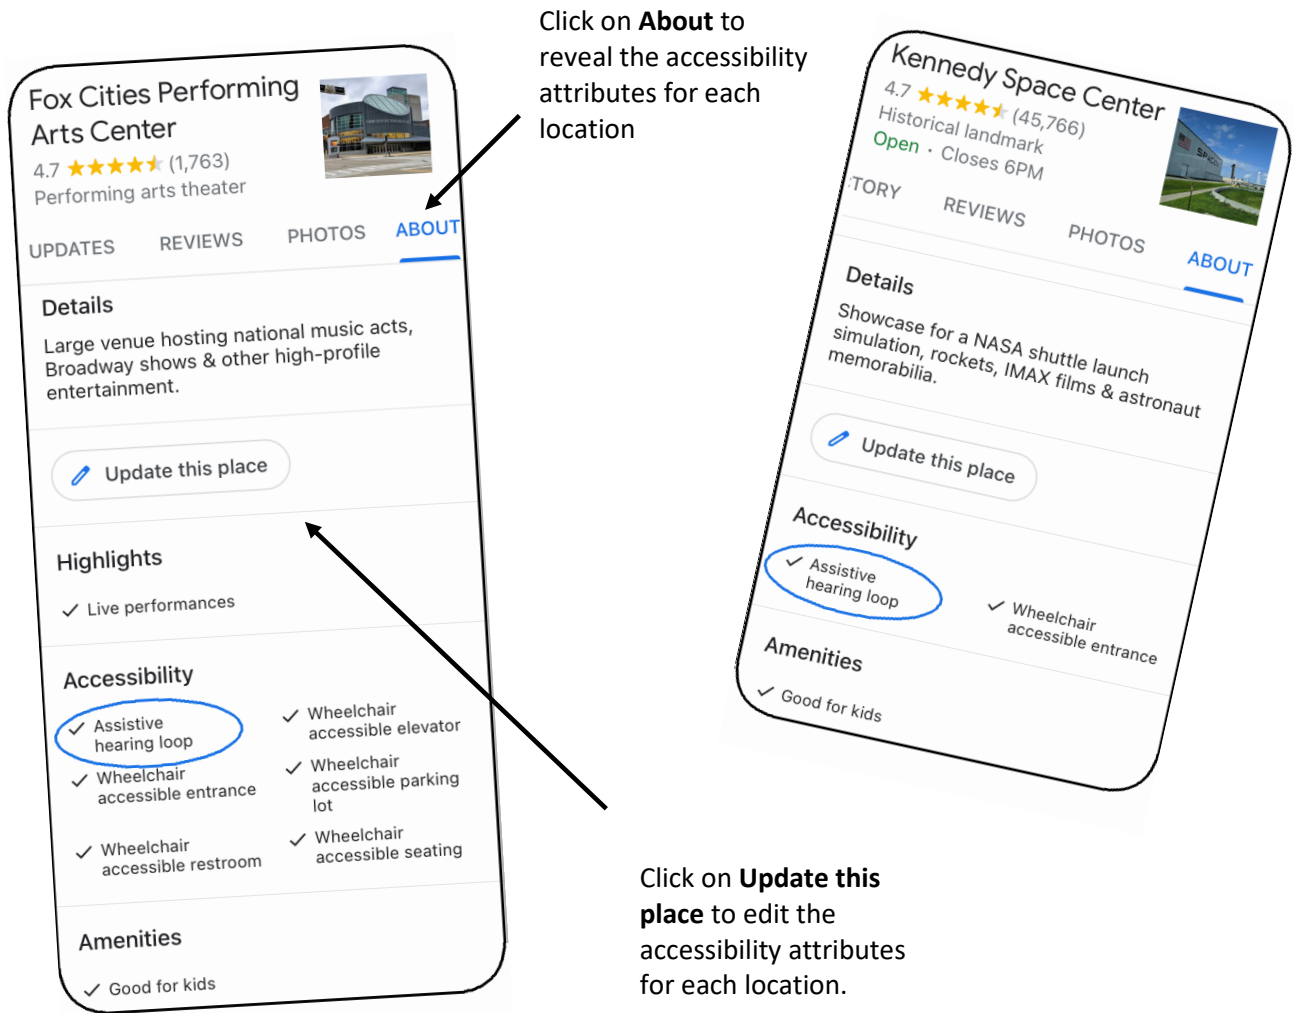 Click on About to
reveal the accessibility
attributes for each
location
Fox Cities Performing
Arts Center
4.7 (1,763)
Performing arts theater
UPDATES REVIEWS PHOTOS ABOUT
Details
Large venue hosting national music acts,
Broadway shows & other high-profile
entertainment.
Update this place
Highlights
✓ Live performances
Accessibility
✓ Assistive
hearing loop
✓ Wheelchair
accessible elevator
✓ Wheelchair
accessible entrance
✓ Wheelchair
accessible parking
lot
✓ Wheelchair
accessible restroom
✓ Wheelchair
accessible seating
Amenities
✓ Good for kids
Kennedy Space Center
4.7 (45,766)
Historical landmark
Open · Closes 6PM
TORY REVIEWS PHOTOS ABOUT
Details
Showcase for a NASA shuttle launch
simulation, rockets, IMAX films & astronaut
memorabilia.
Update this place
Accessibility
✓ Assistive
hearing loop
✓ Wheelchair
accessible entrance
Amenities
✓ Good for kids
Click on Update this
place to edit the
accessibility attributes
for each location.